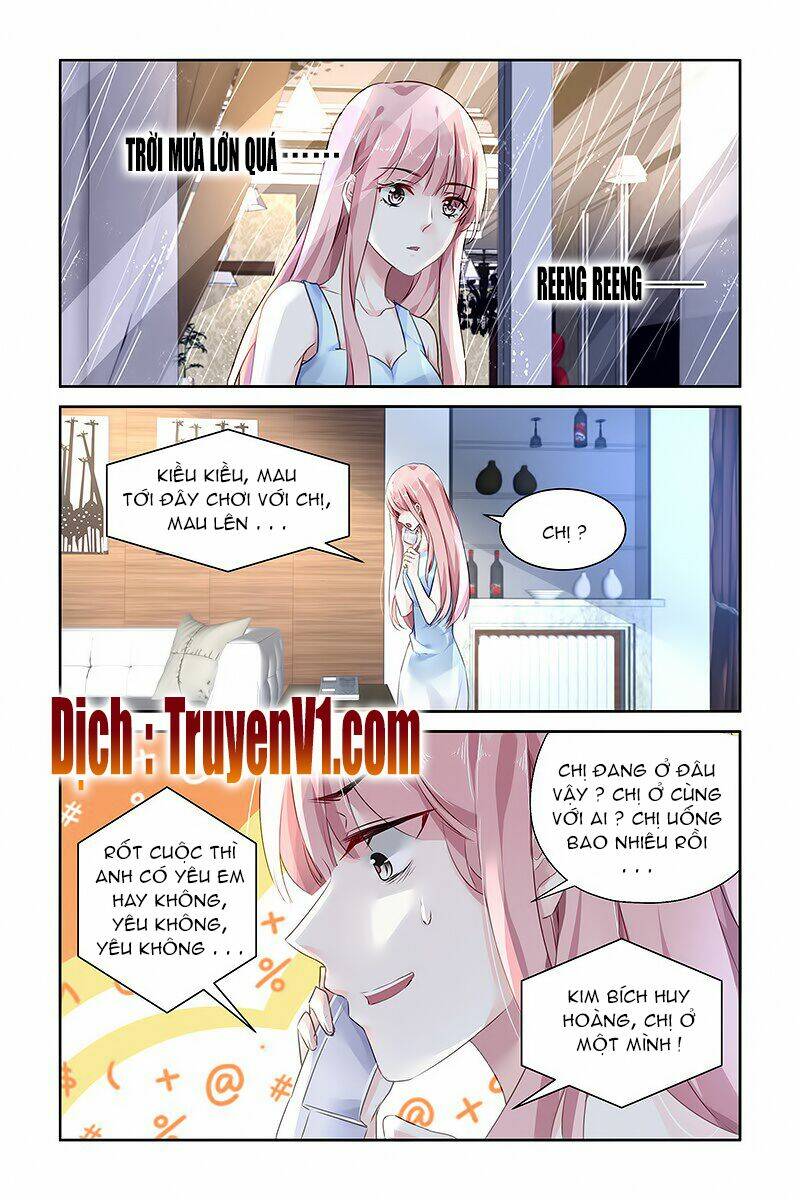 TRỜI MƯA LỚN QUÁ ......
REENG REENG
KIỀU KIỀU, MAU
TỚI ĐÂY CHƠI VỚI CHỊ,
MAU LÊN . . .
CHỊ ?
Dịch : TruyenV1.com
CHỊ ĐANG Ở ĐÂU
VẬY ? CHỊ Ở CÙNG
VỚI AI ? CHỊ UỐNG
BAO NHIÊU RỒI
. . .
RỐT CUỘC THÌ
ANH CÓ YÊU EM
HAY KHÔNG,
YÊU KHÔNG,
YÊU KHÔNG . . .
KIM BÍCH HUY
HOÀNG, CHỊ Ở
MỘT MÌNH !